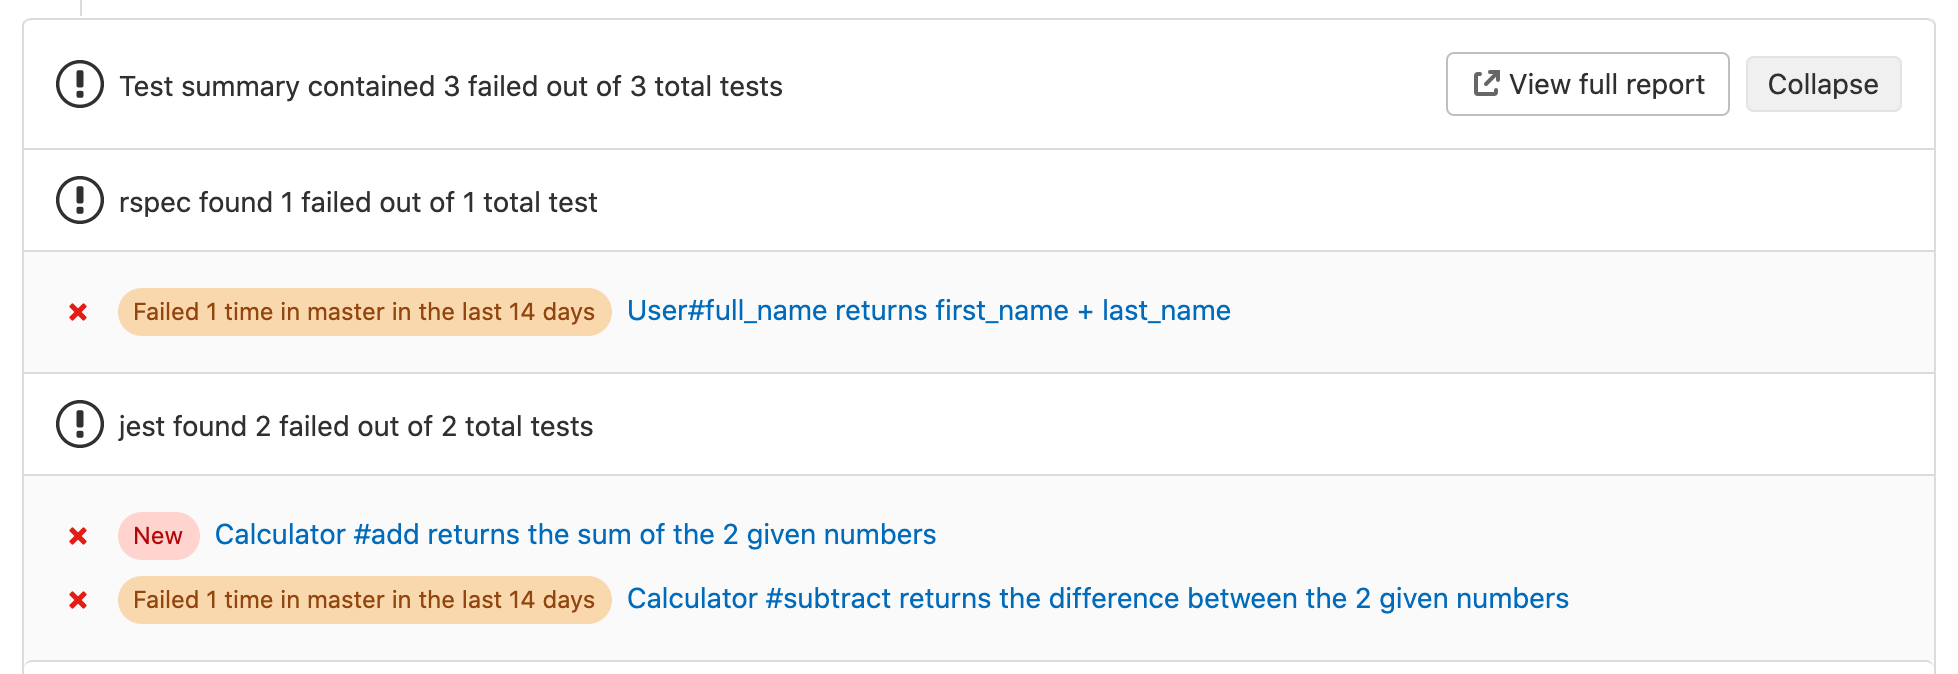 Test summary contained 3 failed out of 3 total tests
View full report
Collapse
rspec found 1 failed out of 1 total test
Failed 1 time in master in the last 14 days User#full_name returns first_name + last_name
jest found 2 failed out of 2 total tests
New Calculator #add returns the sum of the 2 given numbers
Failed 1 time in master in the last 14 days Calculator #subtract returns the difference between the 2 given numbers